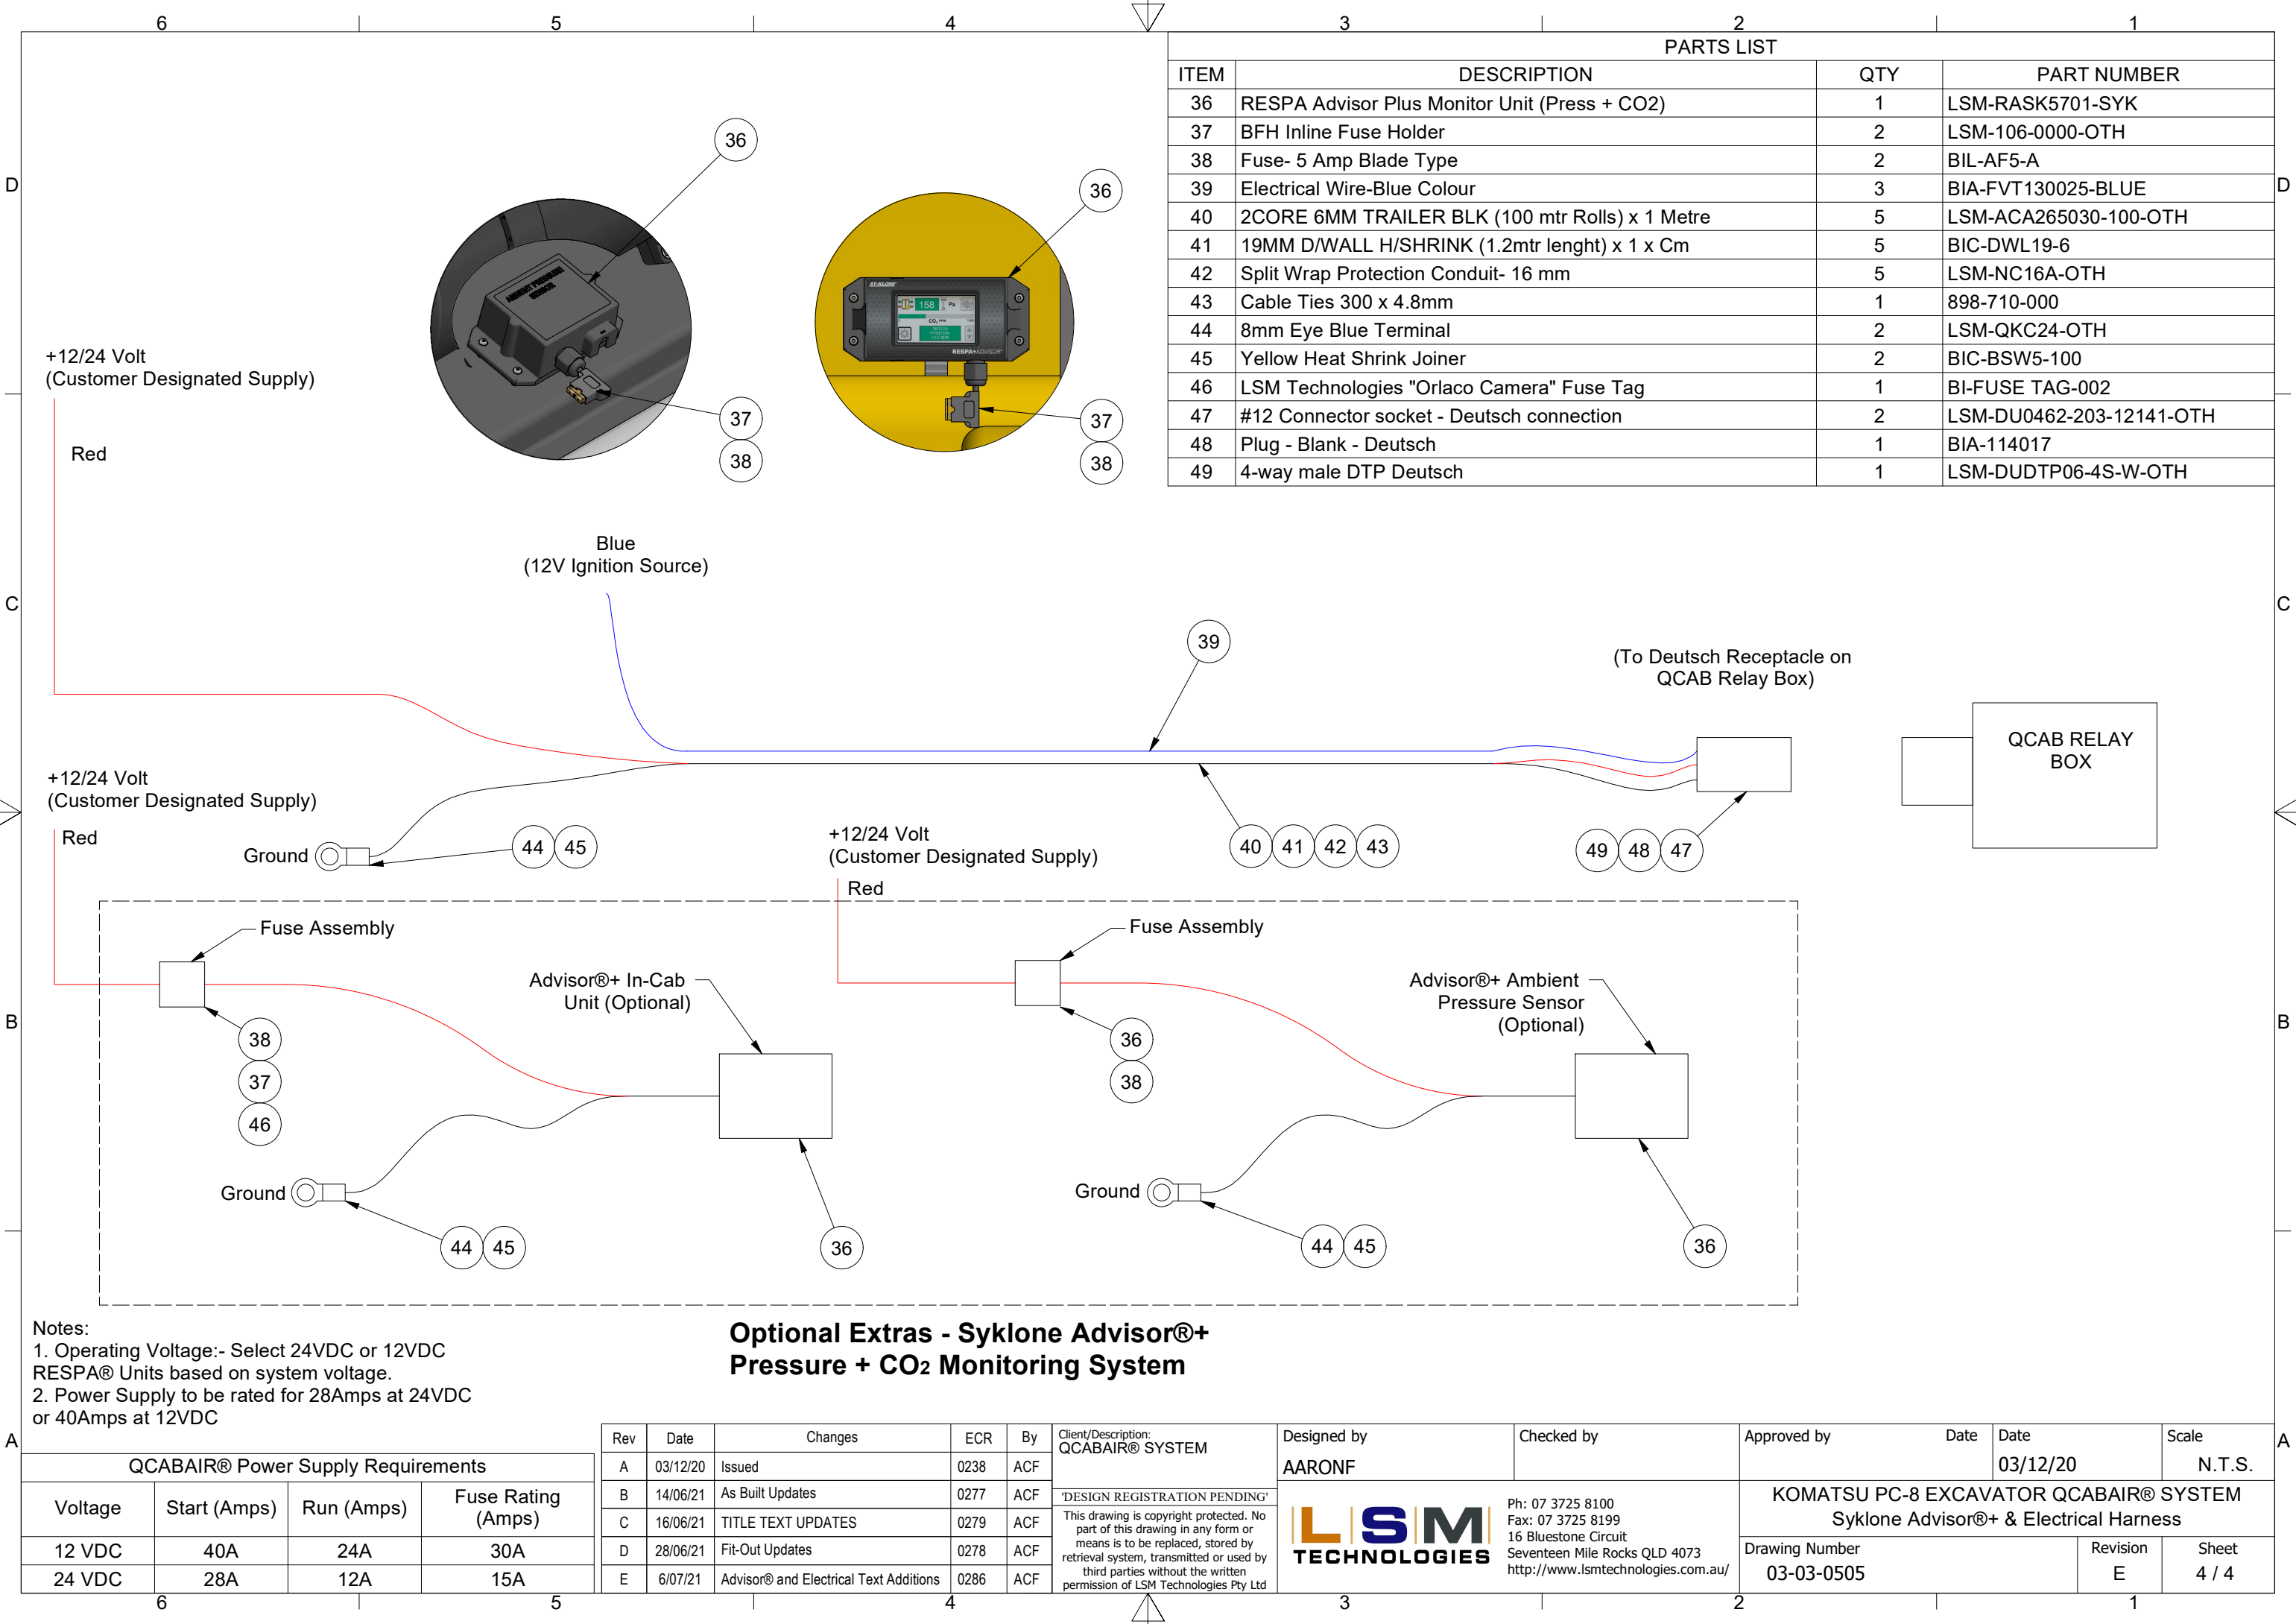 6 5 4 3 2 1
PARTS LIST
ITEM DESCRIPTION QTY PART NUMBER
36 RESPA Advisor Plus Monitor Unit (Press + CO2) 1 LSM-RASK5701-SYK
37 BFH Inline Fuse Holder 2 LSM-106-0000-OTH
38 Fuse- 5 Amp Blade Type 2 BIL-AF5-A
39 Electrical Wire-Blue Colour 3 BIA-FVT130025-BLUE
40 2CORE 6MM TRAILER BLK (100 mtr Rolls) x 1 Metre 5 LSM-ACA265030-100-OTH
41 19MM D/WALL H/SHRINK (1.2mtr lenght) x 1 x Cm 5 BIC-DWL19-6
42 Split Wrap Protection Conduit- 16 mm 5 LSM-NC16A-OTH
43 Cable Ties 300 x 4.8mm 1 898-710-000
44 8mm Eye Blue Terminal 2 LSM-QKC24-OTH
45 Yellow Heat Shrink Joiner 2 BIC-BSW5-100
46 LSM Technologies "Orlaco Camera" Fuse Tag 1 BI-FUSE TAG-002
47 #12 Connector socket - Deutsch connection 2 LSM-DU0462-203-12141-OTH
48 Plug - Blank - Deutsch 1 BIA-114017
49 4-way male DTP Deutsch 1 LSM-DUDTP06-4S-W-OTH
D
D
36
36
AMBIENT PRESSURE
SENSOR
SY-KLONE
158 Pa
CO₂ PPM
RESPA+ADVISOR
37
38
37
38
+12/24 Volt
(Customer Designated Supply)
Red
Blue
(12V Ignition Source)
C
C
39
(To Deutsch Receptacle on
QCAB Relay Box)
QCAB RELAY
BOX
+12/24 Volt
(Customer Designated Supply)
Red
Ground
44 45
40 41 42 43
49 48 47
+12/24 Volt
(Customer Designated Supply)
Red
Fuse Assembly
Advisor®+ In-Cab
Unit (Optional)
38
37
46
Ground
44 45
36
Fuse Assembly
Advisor®+ Ambient
Pressure Sensor
(Optional)
36
38
Ground
44 45
36
B
B
Notes:
1. Operating Voltage:- Select 24VDC or 12VDC
RESPA® Units based on system voltage.
2. Power Supply to be rated for 28Amps at 24VDC
or 40Amps at 12VDC
Optional Extras - Syklone Advisor®+
Pressure + CO2 Monitoring System
A
A
QCABAIR® Power Supply Requirements
Voltage Start (Amps) Run (Amps) Fuse Rating
(Amps)
12 VDC 40A 24A 30A
24 VDC 28A 12A 15A
Rev Date Changes ECR By
A 03/12/20 Issued 0238 ACF
B 14/06/21 As Built Updates 0277 ACF
C 16/06/21 TITLE TEXT UPDATES 0279 ACF
D 28/06/21 Fit-Out Updates 0278 ACF
E 6/07/21 Advisor® and Electrical Text Additions 0286 ACF
Client/Description:
QCABAIR® SYSTEM
'DESIGN REGISTRATION PENDING'
This drawing is copyright protected. No
part of this drawing in any form or
means is to be replaced, stored by
retrieval system, transmitted or used by
third parties without the written
permission of LSM Technologies Pty Ltd
Designed by
AARONF
Checked by
Approved by Date
Date
03/12/20
Scale
N.T.S.
LSM
TECHNOLOGIES
Ph: 07 3725 8100
Fax: 07 3725 8199
16 Bluestone Circuit
Seventeen Mile Rocks QLD 4073
http://www.lsmtechnologies.com.au/
KOMATSU PC-8 EXCAVATOR QCABAIR® SYSTEM
Syklone Advisor®+ & Electrical Harness
Drawing Number
03-03-0505
Revision
E
Sheet
4 / 4
6 5 4 3 2 1